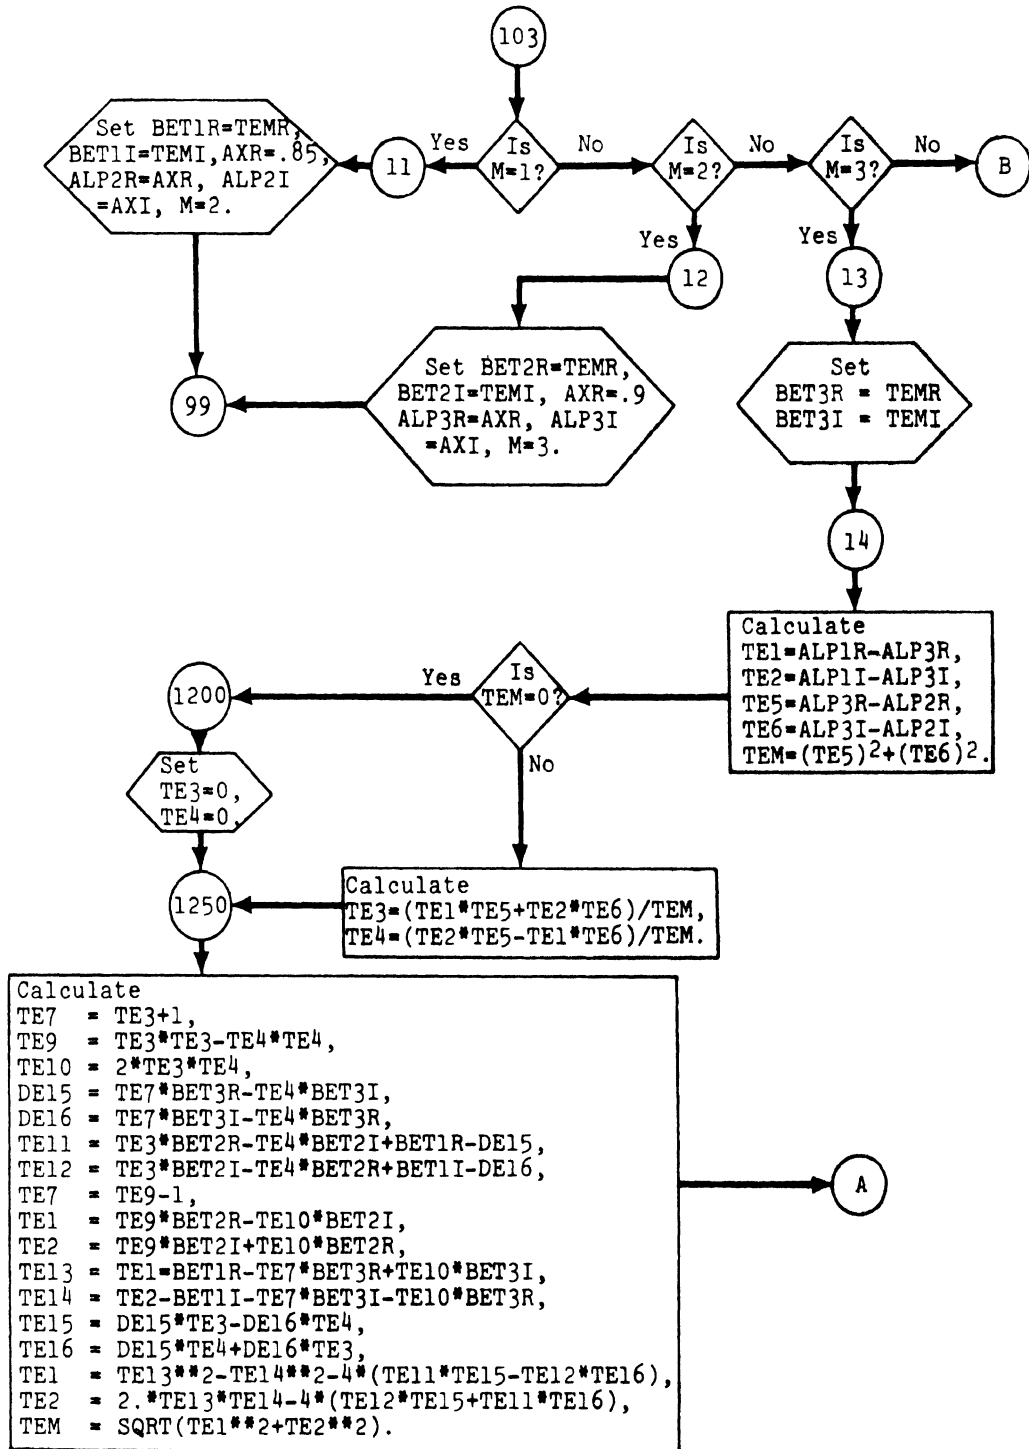 103
Set BET1R=TEMR,
BET1I=TEMI, AXR=.85,
ALP2R=AXR, ALP2I
=AXI, M=2.
11
Yes
Is
M=1?
No
Is
M=2?
No
Is
M=3?
No
B
Yes
12
Yes
13
Set BET2R=TEMR,
BET2I=TEMI, AXR=.9
ALP3R=AXR, ALP3I
=AXI, M=3.
99
Set
BET3R = TEMR
BET3I = TEMI
14
Calculate
TE1=ALP1R-ALP3R,
TE2=ALP1I-ALP3I,
TE5=ALP3R-ALP2R,
TE6=ALP3I-ALP2I,
TEM=(TE5)²+(TE6)².
Is
TEM=0?
Yes
1200
No
Set
TE3=0,
TE4=0.
1250
Calculate
TE3=(TE1*TE5+TE2*TE6)/TEM,
TE4=(TE2*TE5-TE1*TE6)/TEM.
Calculate
TE7 = TE3+1,
TE9 = TE3*TE3-TE4*TE4,
TE10 = 2*TE3*TE4,
DE15 = TE7*BET3R-TE4*BET3I,
DE16 = TE7*BET3I-TE4*BET3R,
TE11 = TE3*BET2R-TE4*BET2I+BET1R-DE15,
TE12 = TE3*BET2I-TE4*BET2R+BET1I-DE16,
TE7 = TE9-1,
TE1 = TE9*BET2R-TE10*BET2I,
TE2 = TE9*BET2I+TE10*BET2R,
TE13 = TE1=BET1R-TE7*BET3R+TE10*BET3I,
TE14 = TE2-BET1I-TE7*BET3I-TE10*BET3R,
TE15 = DE15*TE3-DE16*TE4,
TE16 = DE15*TE4+DE16*TE3,
TE1 = TE13**2-TE14**2-4*(TE11*TE15-TE12*TE16),
TE2 = 2.*TE13*TE14-4*(TE12*TE15+TE11*TE16),
TEM = SQRT(TE1**2+TE2**2).
A